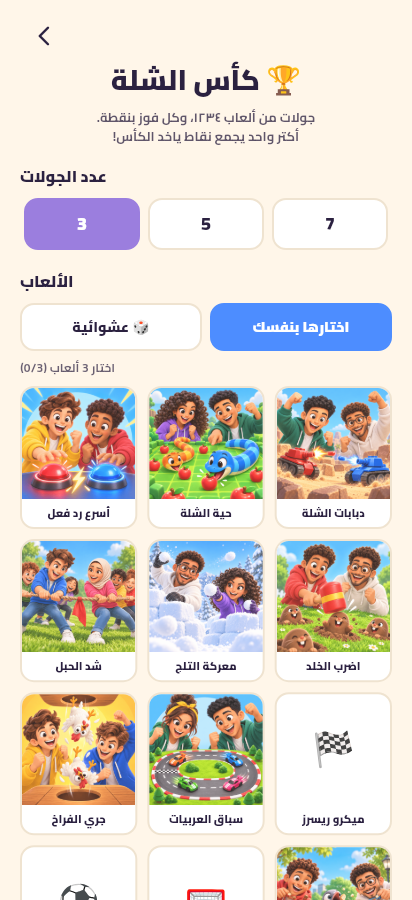 كأس الشلة 🏆
جولات من ألعاب ١٢٣٤، وكل فوز بنقطة.
أكتر واحد يجمع نقاط ياخد الكأس!
عدد الجولات
3
5
7
الألعاب
🎲 عشوائية
اختارها بنفسك
اختار 3 ألعاب (0/3)
أسرع رد فعل
حية الشلة
دبابات الشلة
شد الحبل
معركة التلج
اضرب الخلد
جري الفراخ
سباق العربيات
ميكرو ريسرز